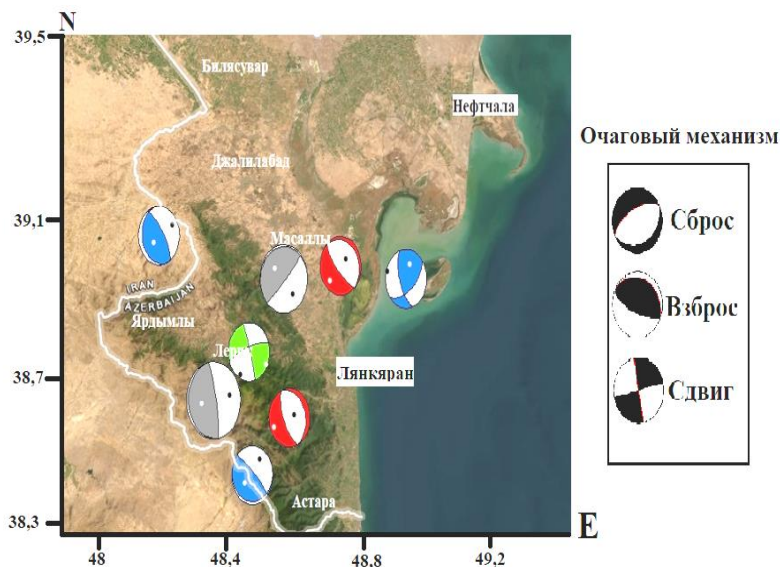 N
39,5
39,1
38,7
38,3
Билясувар
Нефтчала
Джалилабад
Масаллы
IRAN
AZERBAIJAN
Ярдымлы
Лерик
Лянкяран
Астара
48
48,4
48,8
49,2
E
Очаговый механизм
Сброс
Взброс
Сдвиг